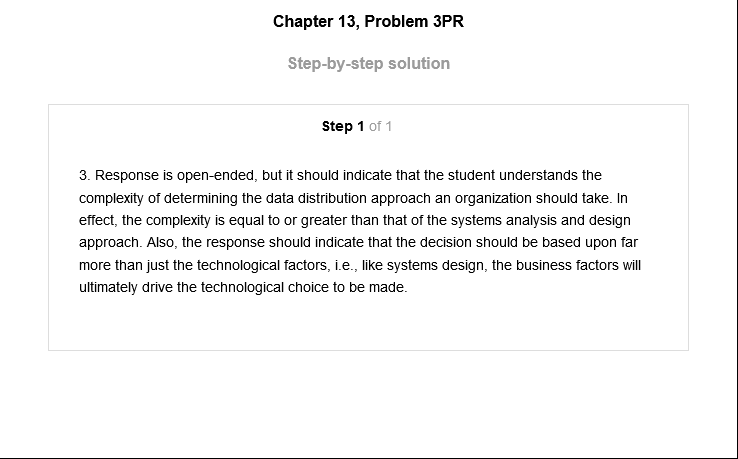 Chapter 13, Problem 3PR
Step-by-step solution
Step 1 of 1
3. Response is open-ended, but it should indicate that the student understands the
complexity of determining the data distribution approach an organization should take. In
effect, the complexity is equal to or greater than that of the systems analysis and design
approach. Also, the response should indicate that the decision should be based upon far
more than just the technological factors, i.e., like systems design, the business factors will
ultimately drive the technological choice to be made.